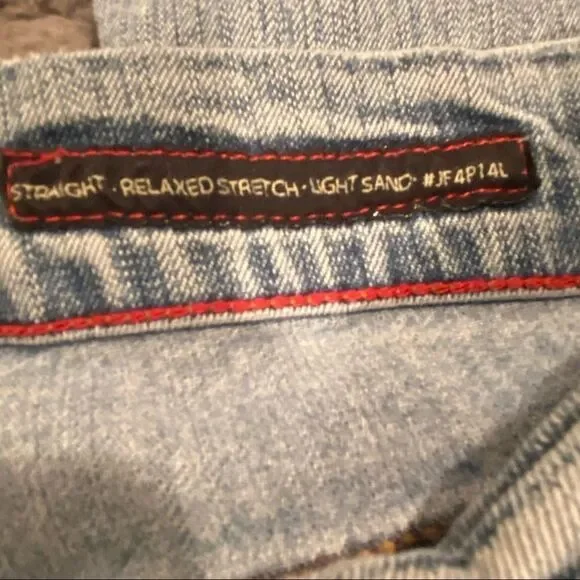 STRAIGHT · RELAXED STRETCH · LIGHT SAND · #JF4P14L